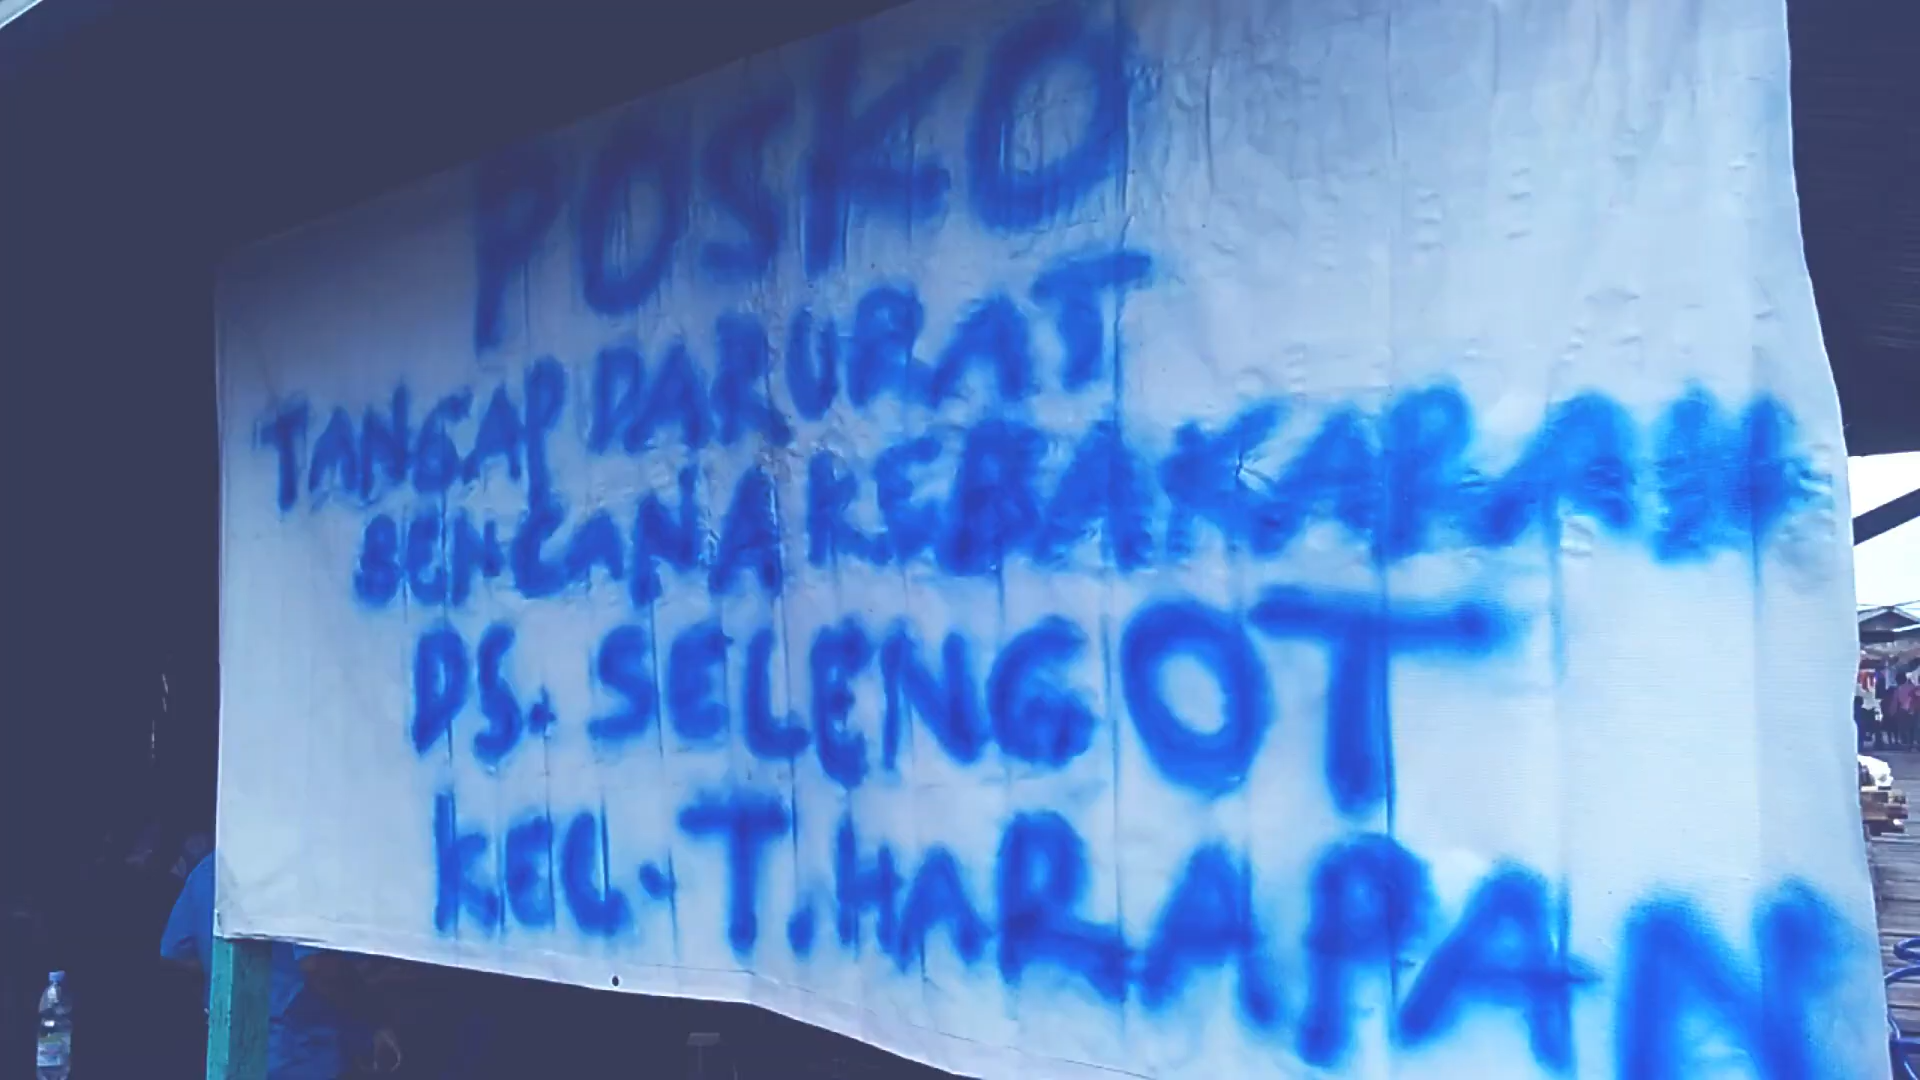 POSKO
TANGAP DARURAT
BENCANA KEBAKARAN
DS. SELENGOT
KEC. T. HARAPAN